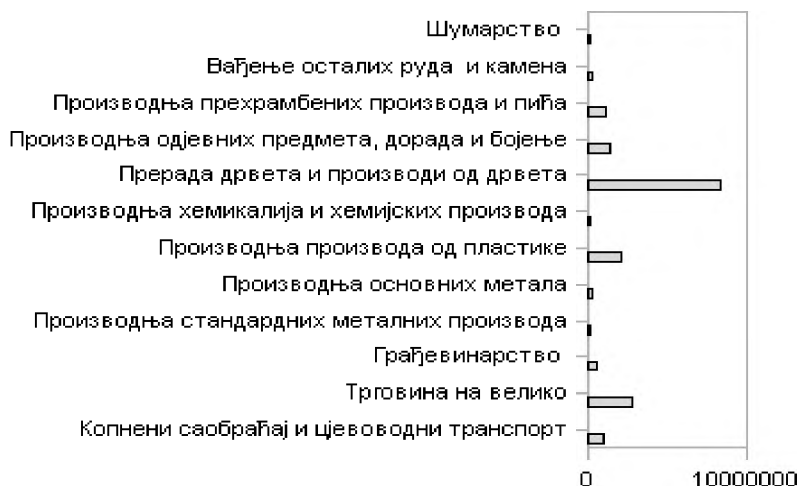 Шумарство
Вађење осталих руда и камена
Производња прехрамбених производа и пића
Производња одјевних предмета, дорада и бојење
Прерада дрвета и производи од дрвета
Производња хемикалија и хемијских производа
Производња производа од пластике
Производња основних метала
Производња стандардних металних производа
Грађевинарство
Трговина на велико
Копнени саобраћај и цјевоводни транспорт
0 10000000